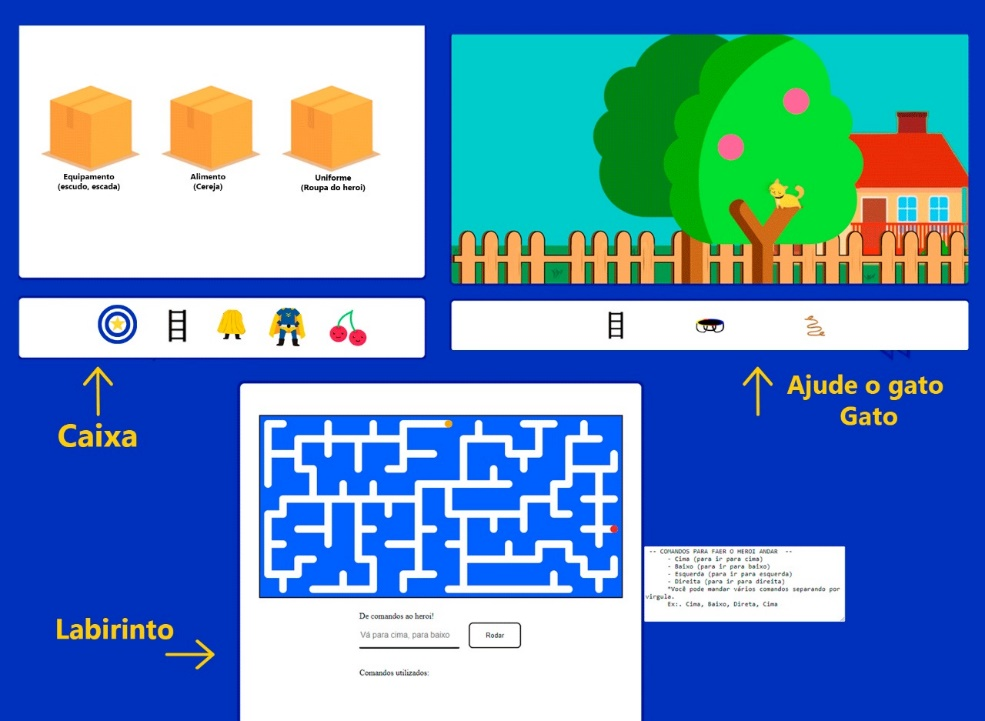 Equipamento
(escudo, escada)
Alimento
(Cereja)
Uniforme
(Roupa do heroi)
Caixa
Ajude o gato
Gato
Labirinto
-- COMANDOS PARA FAER O HEROI ANDAR --
- Cima (para ir para cima)
- Baixo (para ir para baixo)
- Esquerda (para ir para esquerda)
- Direita (para ir para direita)
*Você pode mandar vários comandos separando por
vírgula.
Ex:. Cima, Baixo, Direta, Cima
De comandos ao heroi!
Vá para cima, para baixo
Rodar
Comandos utilizados: